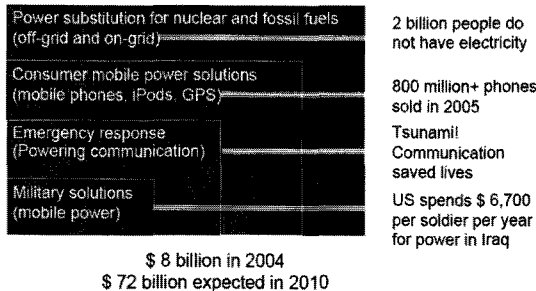 Power substitution for nuclear and fossil fuels
(off-grid and on-grid)
2 billion people do
not have electricity
Consumer mobile power solutions
(mobile phones, iPods, GPS)
800 million+ phones
sold in 2005
Emergency response
(Powering communication)
Tsunami!
Communication
saved lives
Military solutions
(mobile power)
US spends $ 6,700
per soldier per year
for power in Iraq
$ 8 billion in 2004
$ 72 billion expected in 2010